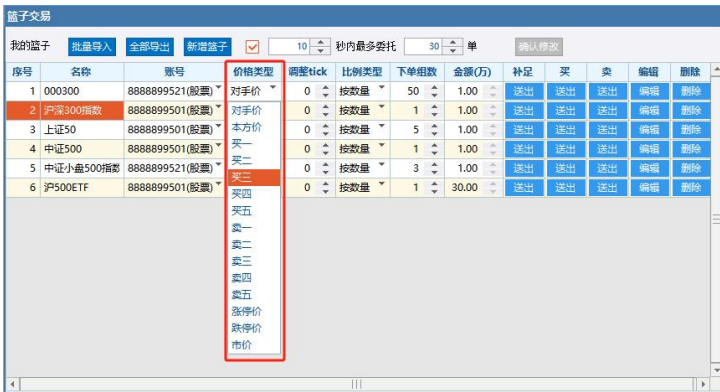 篮子交易
我的篮子 批量导入 全部导出 新增篮子 10 秒内最多委托 30 单 确认修改
序号 名称 账号 价格类型 调整tick 比例类型 下单组数 金额(万) 补足 买 卖 编辑 删除
1 000300 8888899521(股票) 对手价 0 按数量 50 1.00 送出 送出 送出 编辑 删除
2 沪深300指数 8888899501(股票) 对手价 0 按数量 1 1.00 送出 送出 送出 编辑 删除
本方价
3 上证50 8888899501(股票) 买一 0 按数量 5 1.00 送出 送出 送出 编辑 删除
4 中证500 8888899501(股票) 买二 0 按数量 1 1.00 送出 送出 送出 编辑 删除
5 中证小盘500指数 8888899521(股票) 买三 0 按数量 3 1.00 送出 送出 送出 编辑 删除
6 沪500ETF 8888899501(股票) 买四 0 按数量 1 30.00 送出 送出 送出 编辑 删除
买五
卖一
卖二
卖三
卖四
卖五
涨停价
跌停价
市价